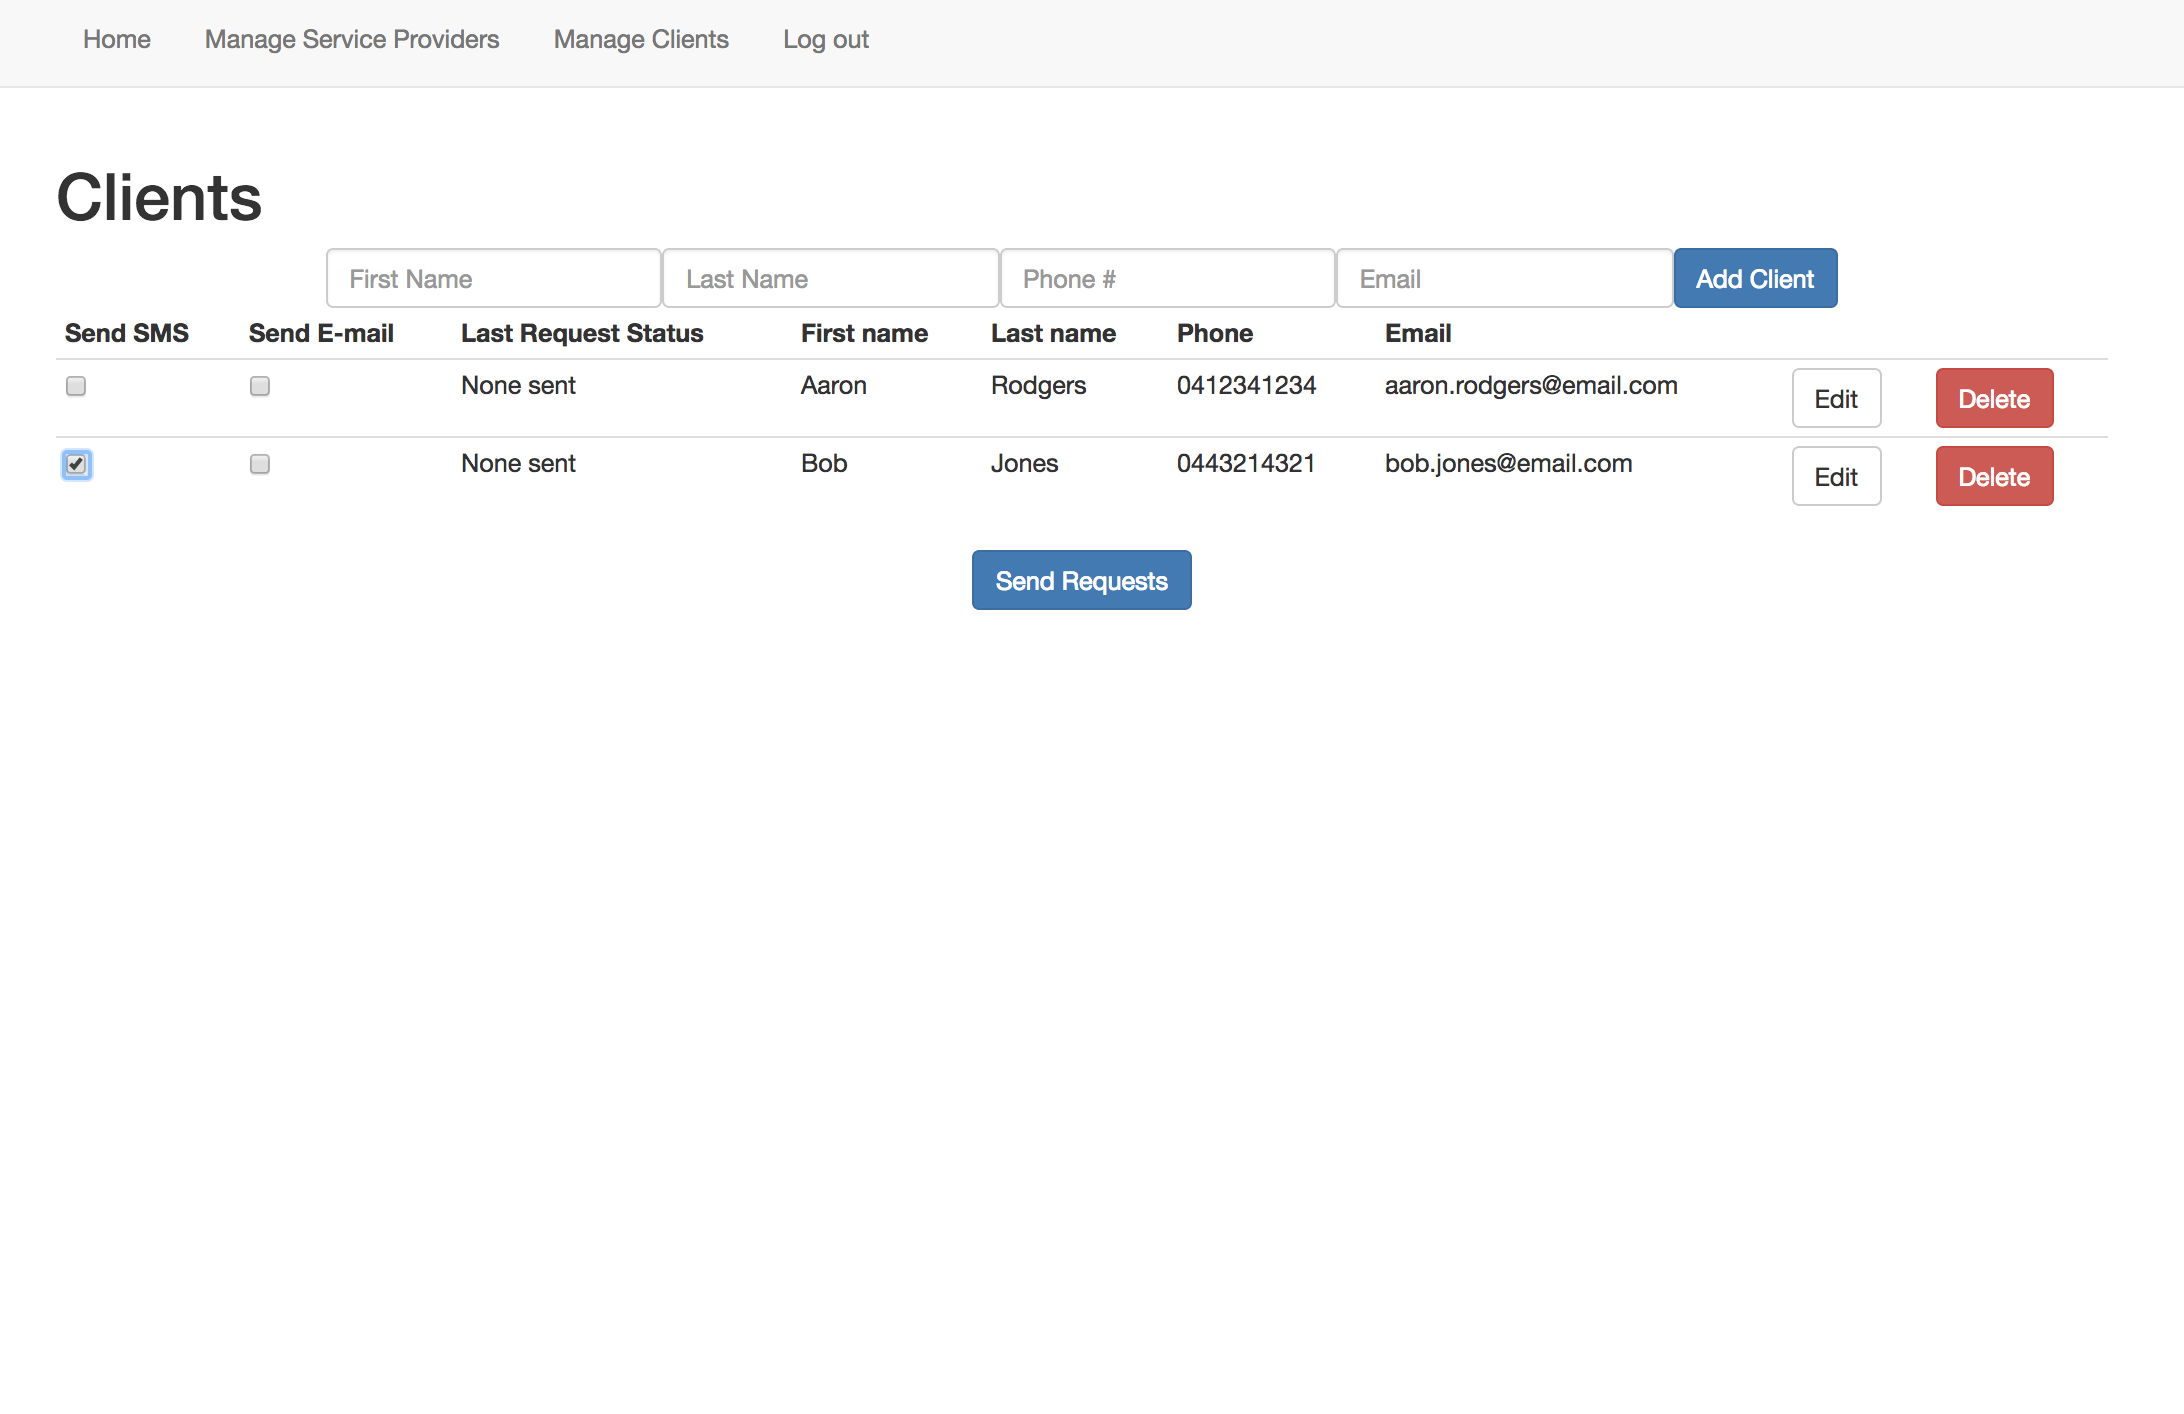 Home Manage Service Providers Manage Clients Log out
Clients
First Name Last Name Phone # Email Add Client
Send SMS Send E-mail Last Request Status First name Last name Phone Email
None sent Aaron Rodgers 0412341234 aaron.rodgers@email.com Edit Delete
None sent Bob Jones 0443214321 bob.jones@email.com Edit Delete
Send Requests